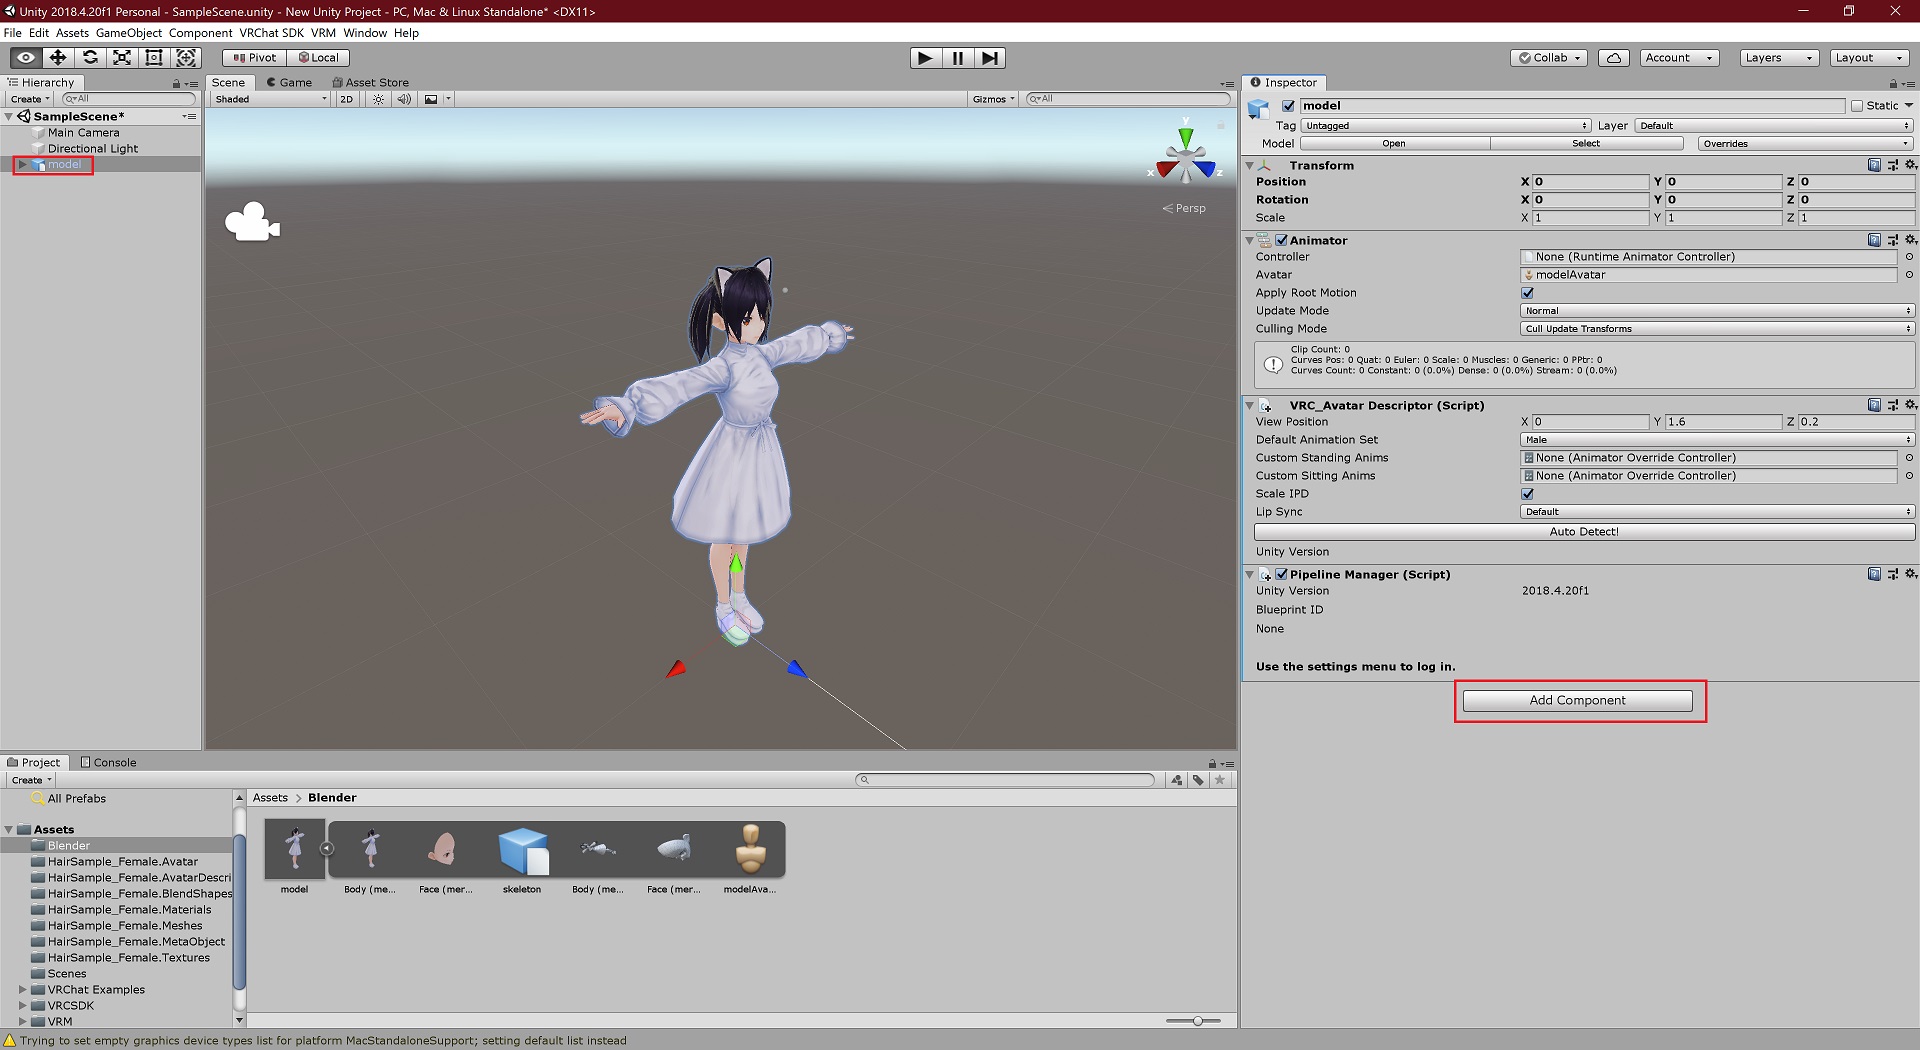 Unity 2018.4.20f1 Personal - SampleScene.unity - New Unity Project - PC, Mac & Linux Standalone* <DX11>
File Edit Assets GameObject Component VRChat SDK VRM Window Help
Pivot Local
Collab Account Layers Layout
Hierarchy
Create All
SampleScene*
Main Camera
Directional Light
model
Scene Game Asset Store
Shaded 2D Gizmos All
y
x z
Persp
Inspector
model Static
Tag Untagged Layer Default
Model Open Select Overrides
Transform
Position X 0 Y 0 Z 0
Rotation X 0 Y 0 Z 0
Scale X 1 Y 1 Z 1
Animator
Controller None (Runtime Animator Controller)
Avatar modelAvatar
Apply Root Motion
Update Mode Normal
Culling Mode Cull Update Transforms
Clip Count: 0
Curves Pos: 0 Quat: 0 Euler: 0 Scale: 0 Muscles: 0 Generic: 0 PPtr: 0
Curves Count: 0 Constant: 0 (0.0%) Dense: 0 (0.0%) Stream: 0 (0.0%)
VRC_Avatar Descriptor (Script)
View Position X 0 Y 1.6 Z 0.2
Default Animation Set Male
Custom Standing Anims None (Animator Override Controller)
Custom Sitting Anims None (Animator Override Controller)
Scale IPD
Lip Sync Default
Auto Detect!
Unity Version
Pipeline Manager (Script)
Unity Version 2018.4.20f1
Blueprint ID
None
Use the settings menu to log in.
Add Component
Project Console
Create
All Prefabs
Assets
Blender
HairSample_Female.Avatar
HairSample_Female.AvatarDescri
HairSample_Female.BlendShapes
HairSample_Female.Materials
HairSample_Female.Meshes
HairSample_Female.MetaObject
HairSample_Female.Textures
Scenes
VRChat Examples
VRCSDK
VRM
Assets > Blender
model Body (me... Face (mer... skeleton Body (me... Face (mer... modelAva...
Trying to set empty graphics device types list for platform MacStandaloneSupport; setting default list instead